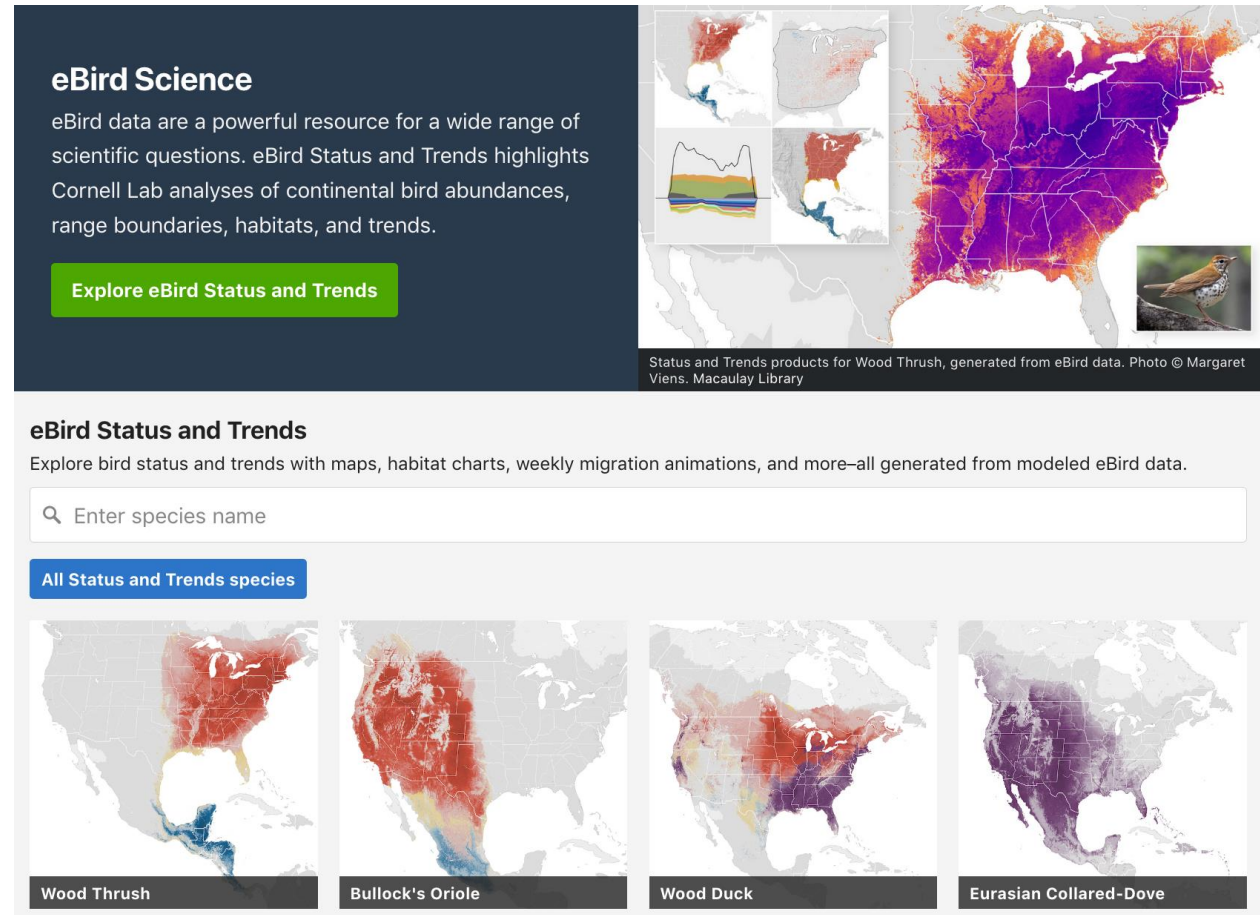 eBird Science
eBird data are a powerful resource for a wide range of
scientific questions. eBird Status and Trends highlights
Cornell Lab analyses of continental bird abundances,
range boundaries, habitats, and trends.
Explore eBird Status and Trends
Status and Trends products for Wood Thrush, generated from eBird data. Photo © Margaret
Viens. Macaulay Library
eBird Status and Trends
Explore bird status and trends with maps, habitat charts, weekly migration animations, and more–all generated from modeled eBird data.
Enter species name
All Status and Trends species
Wood Thrush
Bullock's Oriole
Wood Duck
Eurasian Collared-Dove